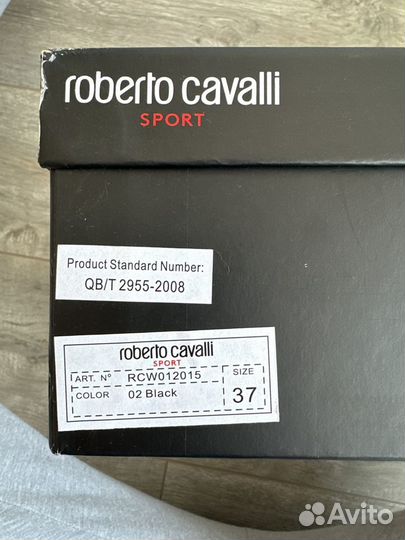 roberto cavalli
SPORT
Product Standard Number:
QB/T 2955-2008
roberto cavalli
SPORT
ART. Nº RCW012015
SIZE
COLOR 02 Black
37
Avito